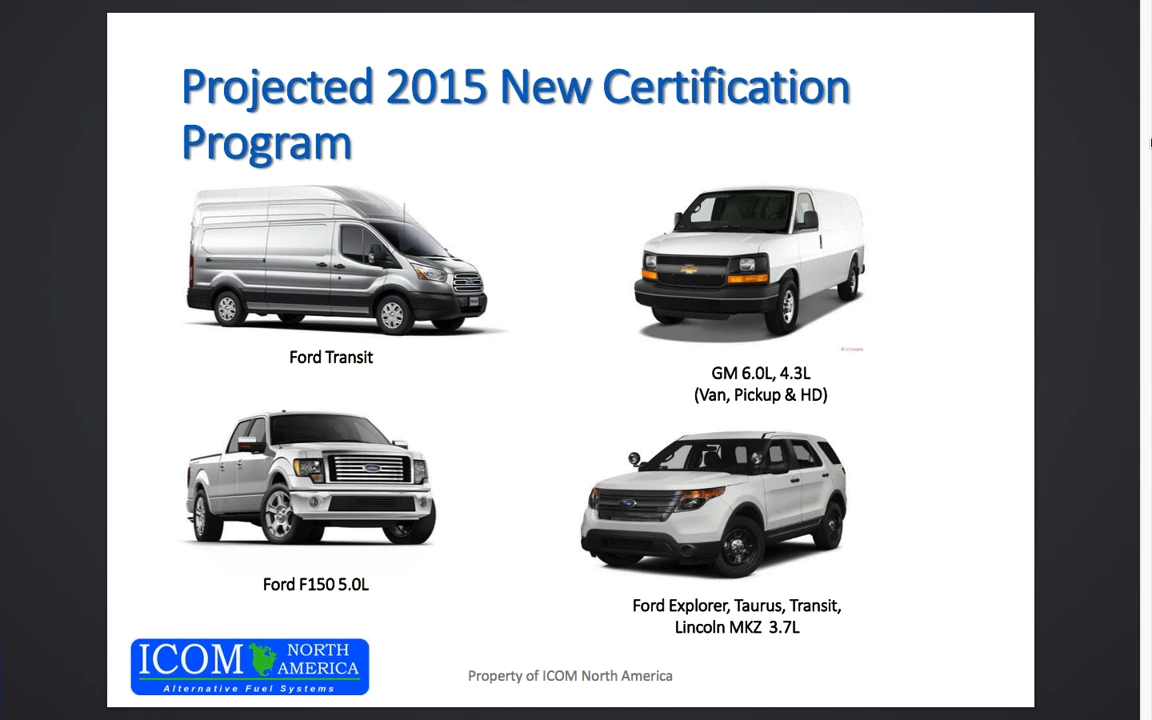 Projected 2015 New Certification
Program
Ford Transit
GM 6.0L, 4.3L
(Van, Pickup & HD)
Ford F150 5.0L
Ford Explorer, Taurus, Transit,
Lincoln MKZ 3.7L
ICOM NORTH AMERICA
Alternative Fuel Systems
Property of ICOM North America